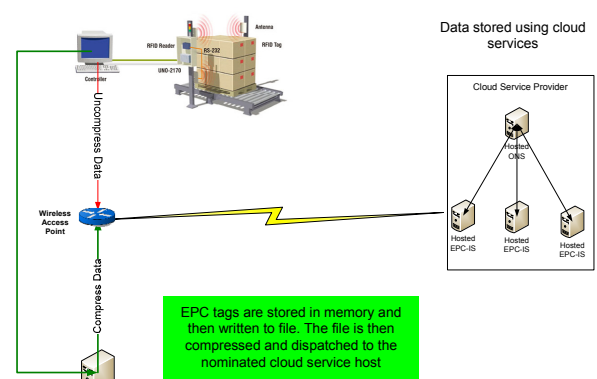 Antenna
RFID Reader
RS-232
RFID Tag
UNO-2170
Controller
Uncompress Data
Wireless
Access
Point
Compress Data
EPC tags are stored in memory and
then written to file. The file is then
compressed and dispatched to the
nominated cloud service host
Data stored using cloud
services
Cloud Service Provider
Hosted
ONS
Hosted
EPC-IS
Hosted
EPC-IS
Hosted
EPC-IS